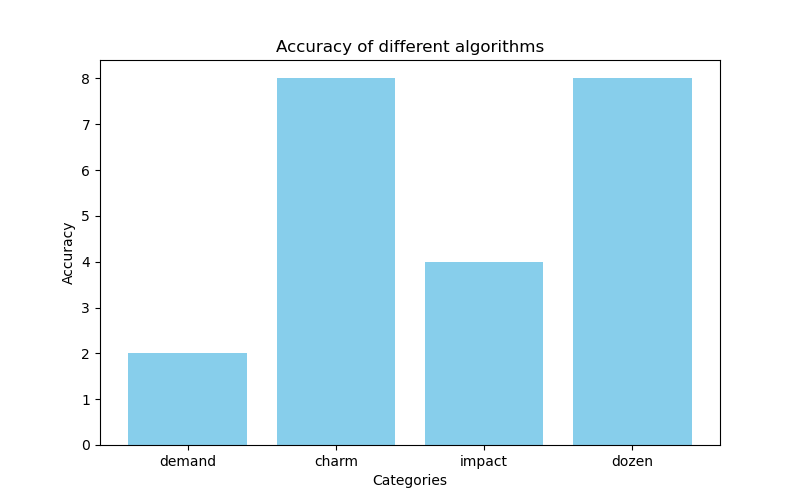 Accuracy of different algorithms
Accuracy
8
7
6
5
4
3
2
1
0
demand charm impact dozen
Categories